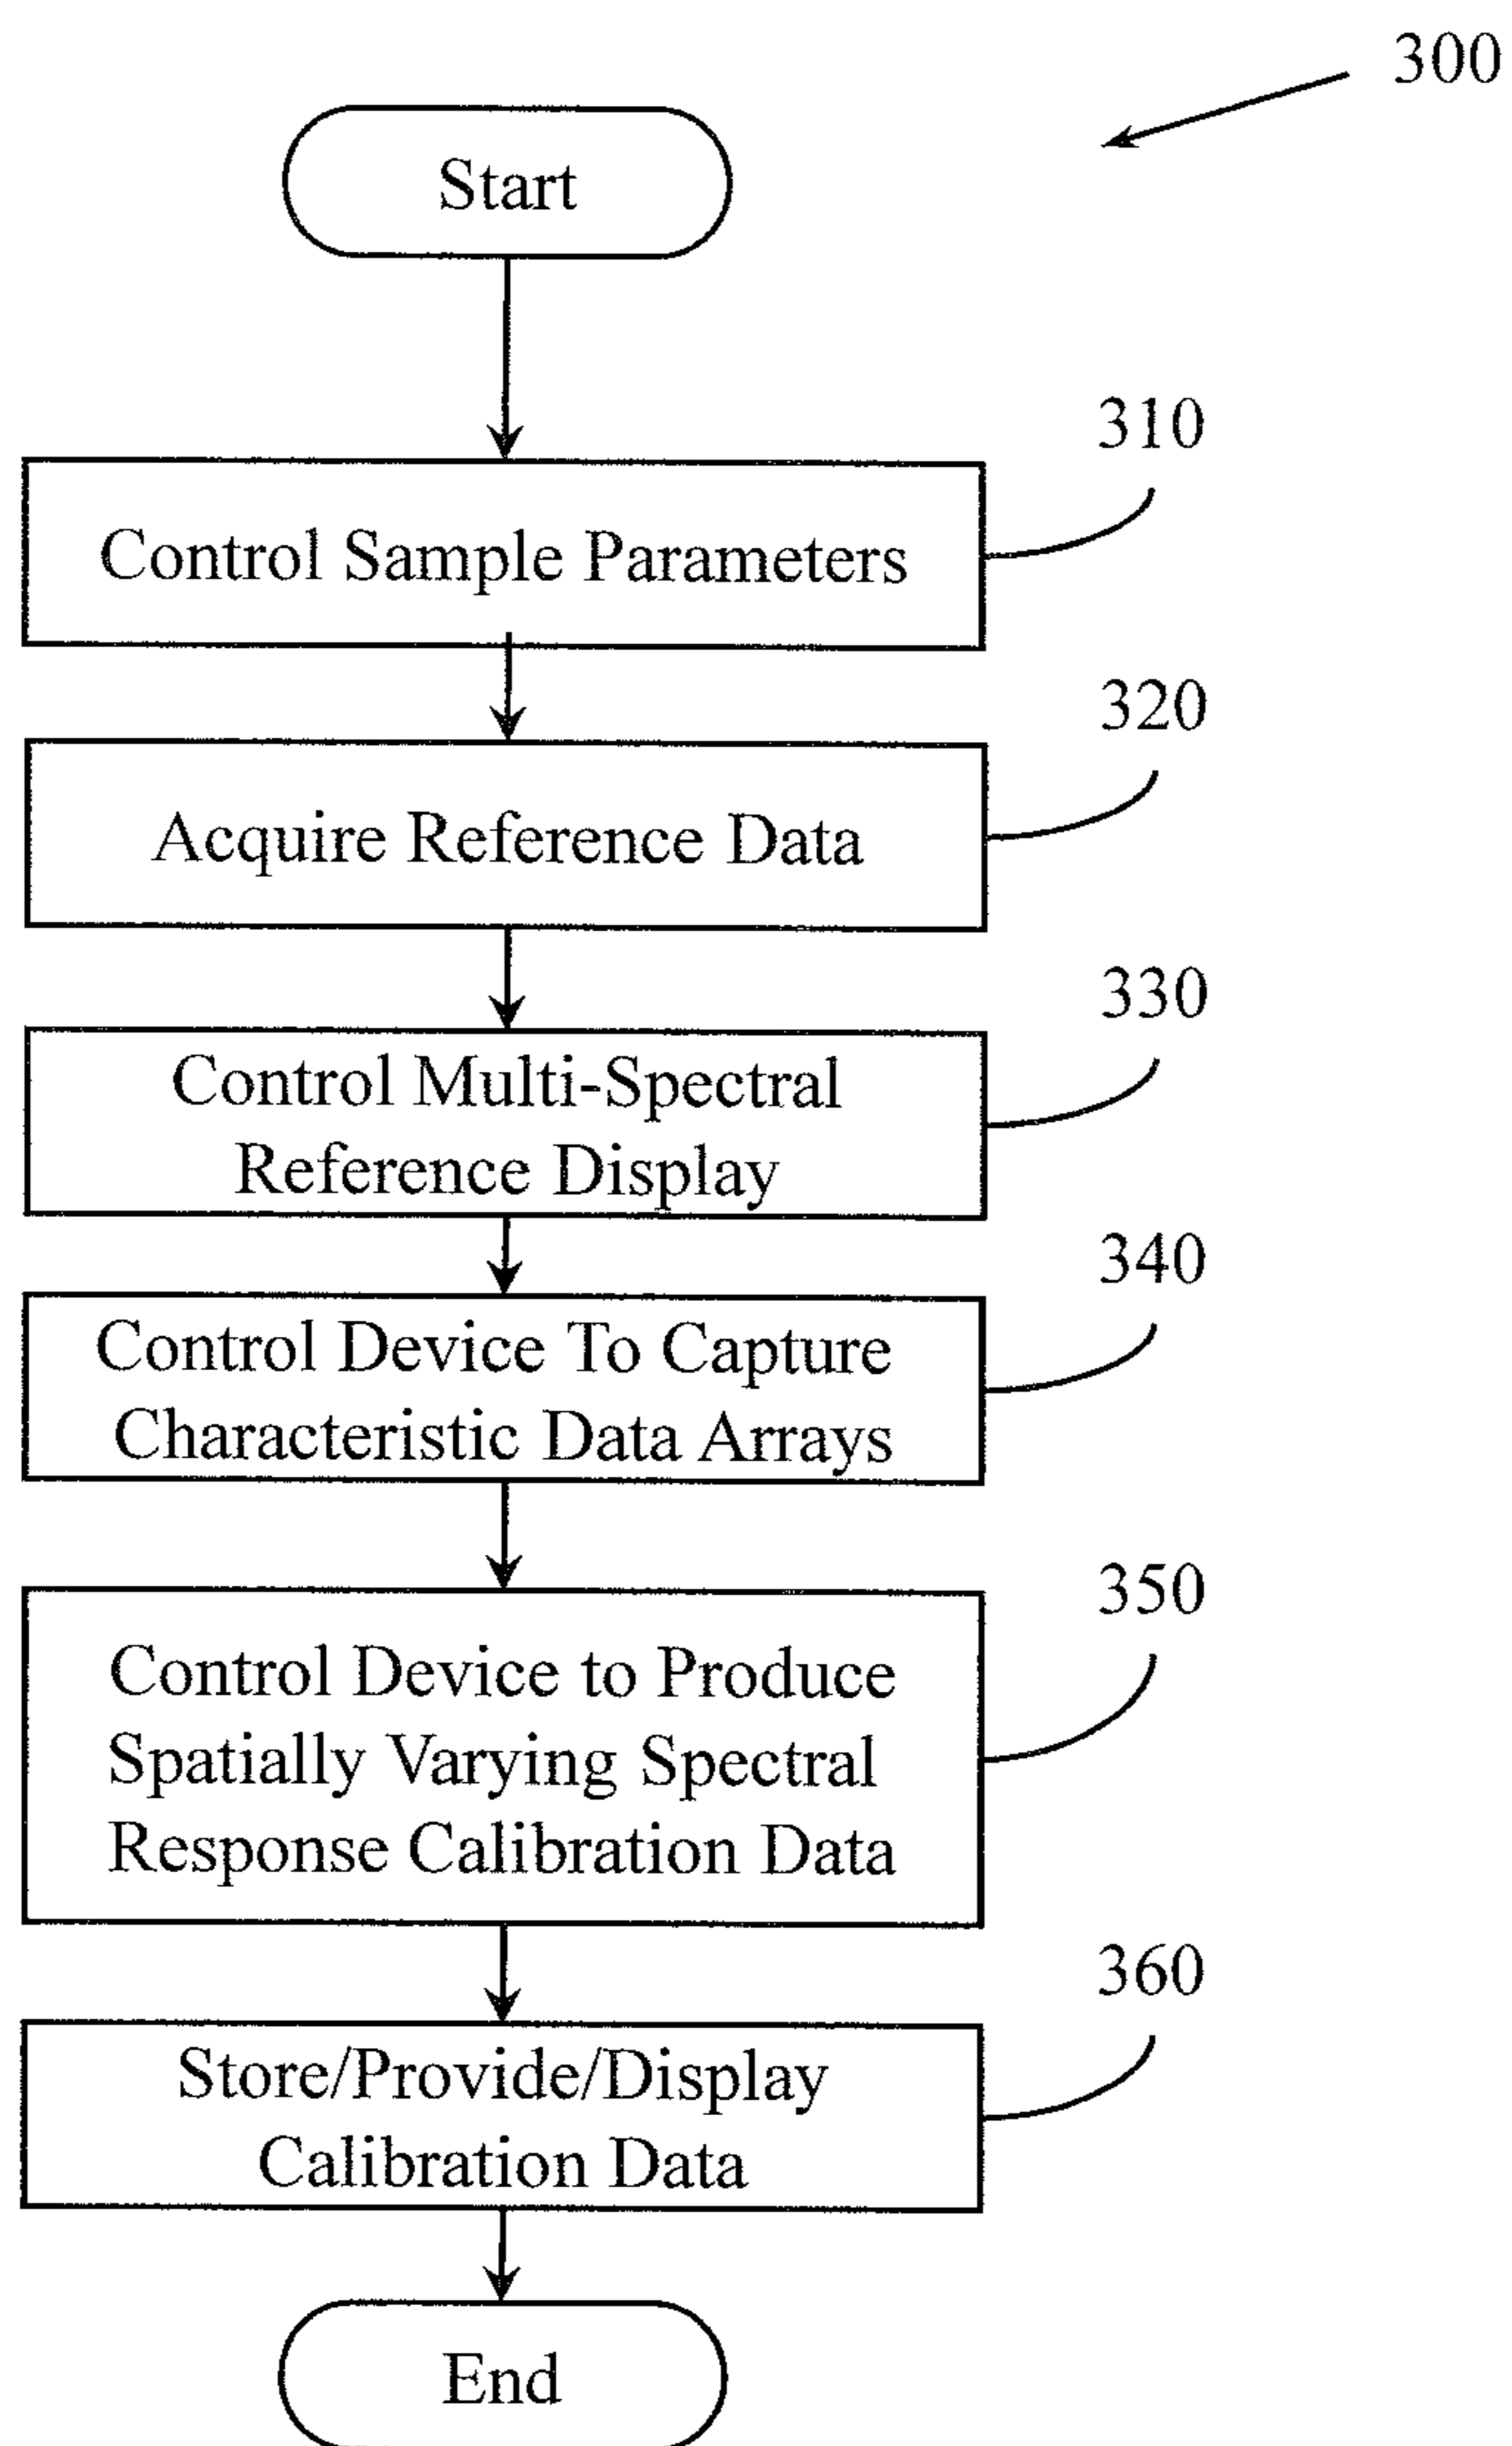 300
Start
310
Control Sample Parameters
320
Acquire Reference Data
330
Control Multi-Spectral
Reference Display
340
Control Device To Capture
Characteristic Data Arrays
350
Control Device to Produce
Spatially Varying Spectral
Response Calibration Data
360
Store/Provide/Display
Calibration Data
End